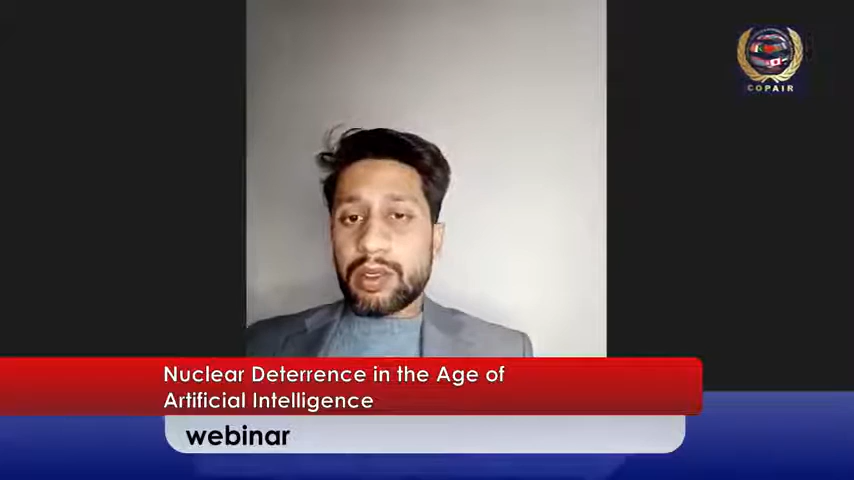 COPAIR
Nuclear Deterrence in the Age of
Artificial Intelligence
webinar